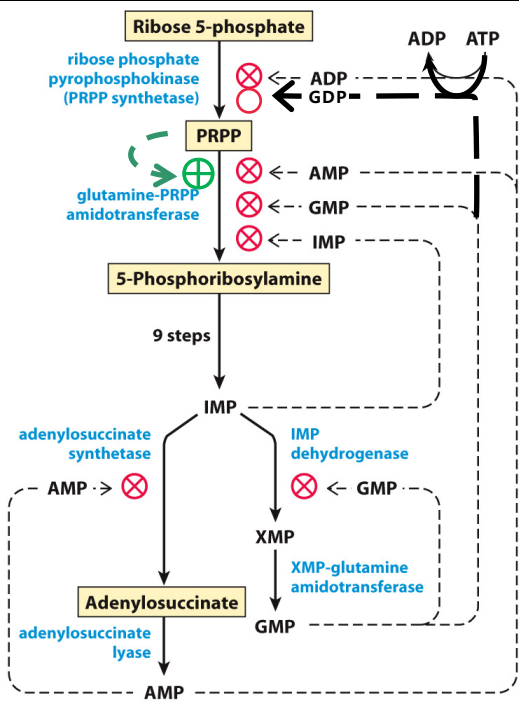 Ribose 5-phosphate
ADP ATP
ribose phosphate
pyrophosphokinase
(PRPP synthetase)
ADP
GDP
PRPP
AMP
glutamine-PRPP
amidotransferase
GMP
IMP
5-Phosphoribosylamine
9 steps
IMP
adenylosuccinate
synthetase
IMP
dehydrogenase
AMP
GMP
XMP
XMP-glutamine
amidotransferase
Adenylosuccinate
GMP
adenylosuccinate
lyase
AMP